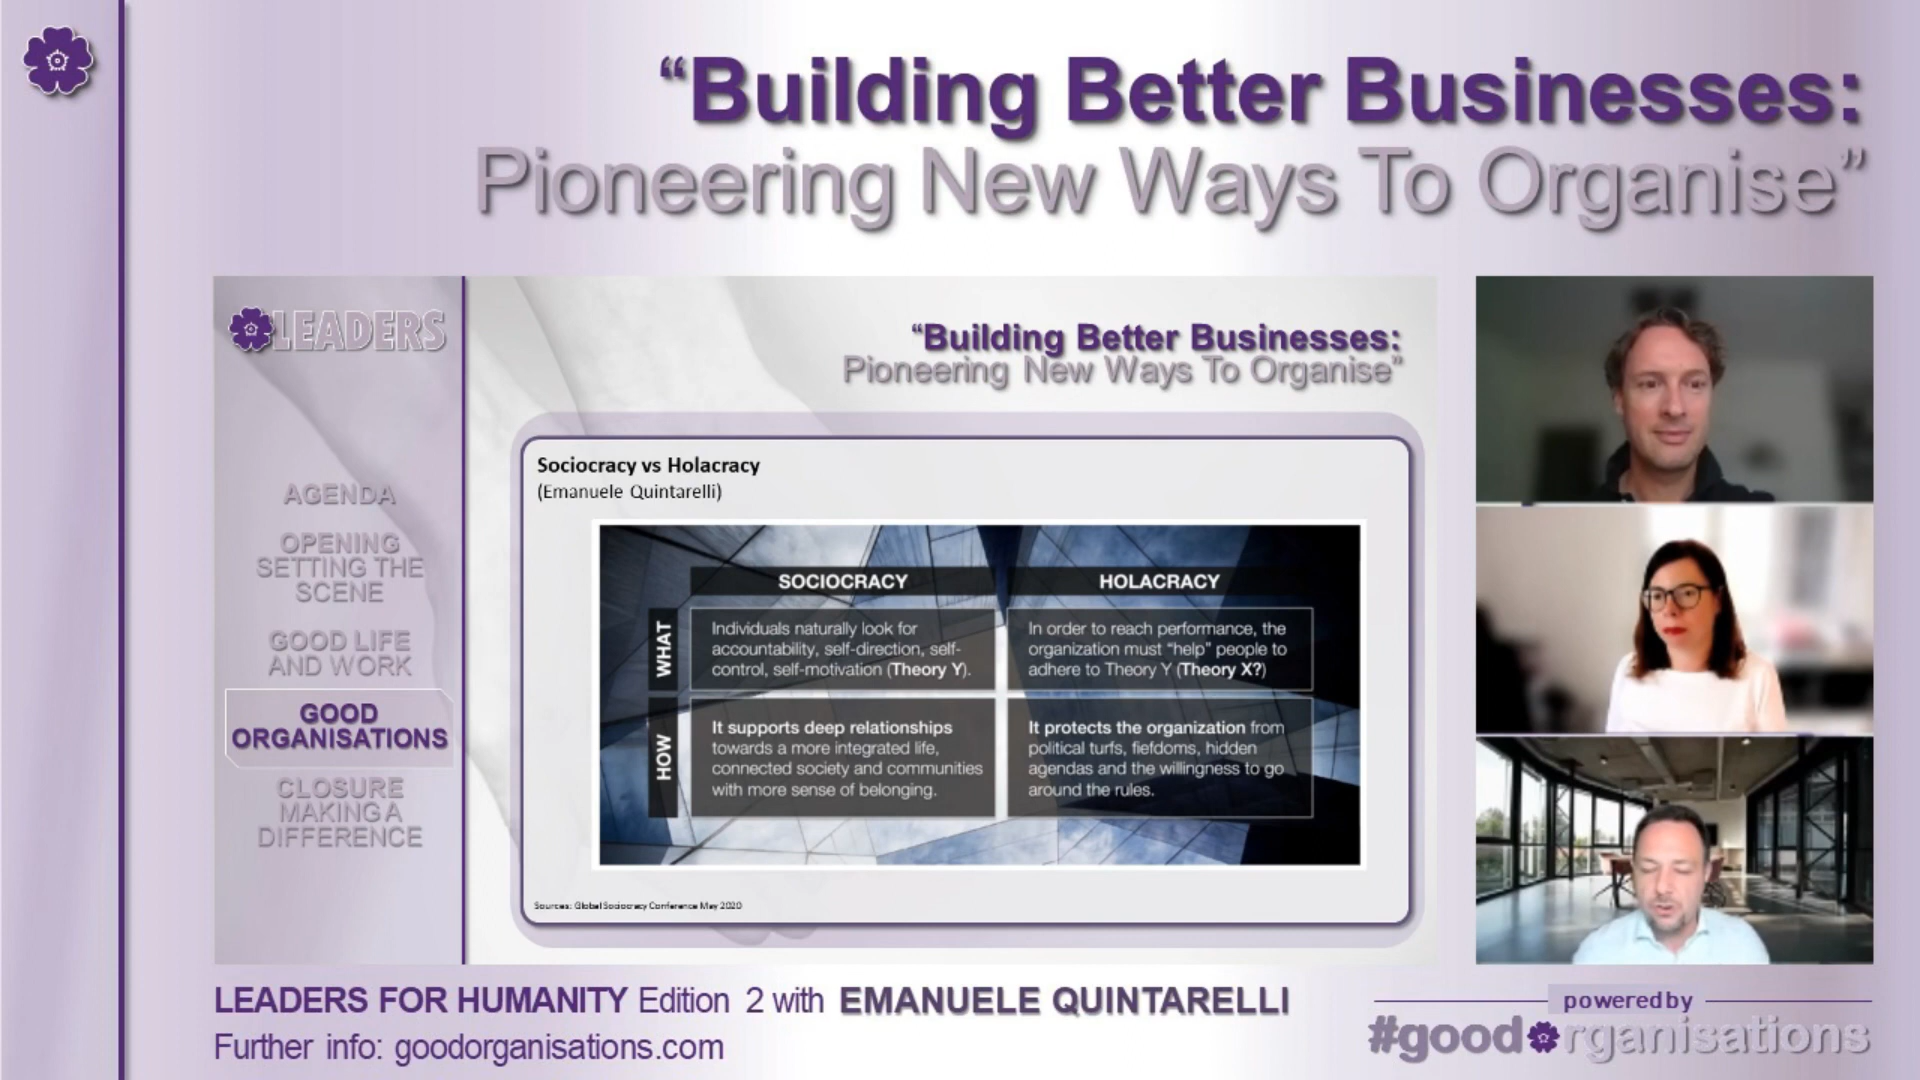 “Building Better Businesses:
Pioneering New Ways To Organise”
LEADERS
AGENDA
OPENING
SETTING THE
SCENE
GOOD LIFE
AND WORK
GOOD
ORGANISATIONS
CLOSURE
MAKING A
DIFFERENCE
“Building Better Businesses:
Pioneering New Ways To Organise”
Sociocracy vs Holacracy
(Emanuele Quintarelli)
SOCIOCRACY
HOLACRACY
WHAT
Individuals naturally look for
accountability, self-direction, self-
control, self-motivation (Theory Y).
In order to reach performance, the
organization must “help” people to
adhere to Theory Y (Theory X?)
HOW
It supports deep relationships
towards a more integrated life,
connected society and communities
with more sense of belonging.
It protects the organization from
political turfs, fiefdoms, hidden
agendas and the willingness to go
around the rules.
Sources: Global Sociocracy Conference May 2020
LEADERS FOR HUMANITY Edition 2 with EMANUELE QUINTARELLI
Further info: goodorganisations.com
powered by
#goodorganisations